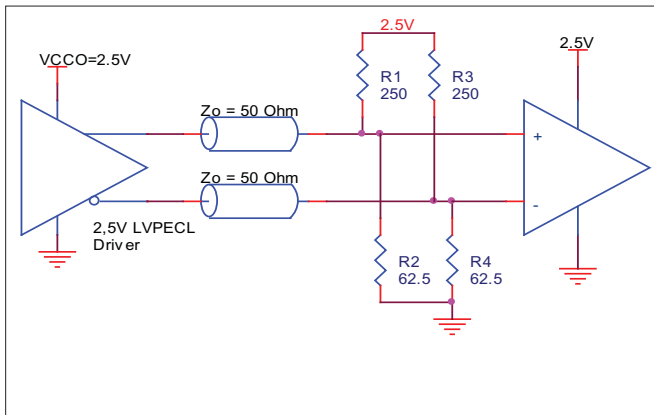 2.5V
VCCO=2.5V
2.5V
R1
250
R3
250
Zo = 50 Ohm
+
Zo = 50 Ohm
-
2,5V LVPECL
Driver
R2
62.5
R4
62.5